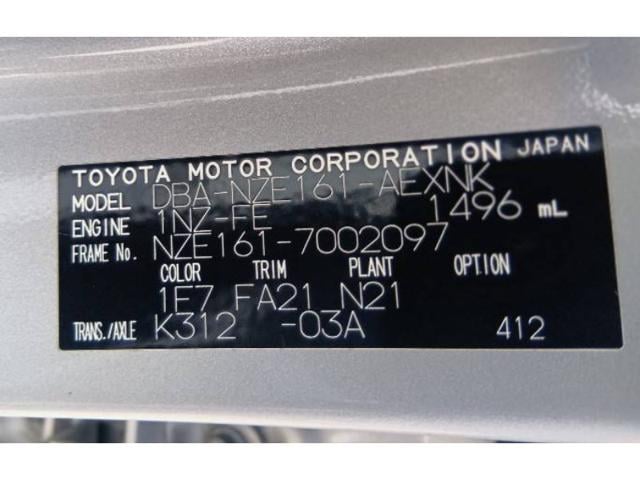 TOYOTA MOTOR CORPORATION JAPAN
MODEL DBA-NZE161-AEXNK
ENGINE 1NZ-FE 1496 mL
FRAME No. NZE161-7002097
COLOR TRIM PLANT OPTION
1E7 FA21 N21
TRANS./AXLE K312 -03A 412